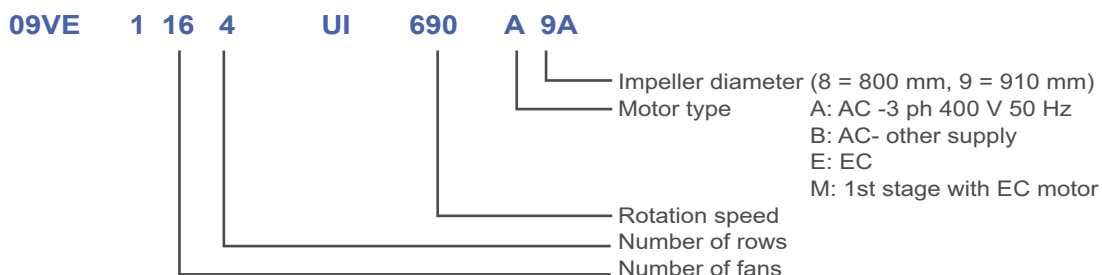 09VE 1 16 4 UI 690 A 9A
Impeller diameter (8 = 800 mm, 9 = 910 mm)
Motor type A: AC -3 ph 400 V 50 Hz
B: AC- other supply
E: EC
M: 1st stage with EC motor
Rotation speed
Number of rows
Number of fans